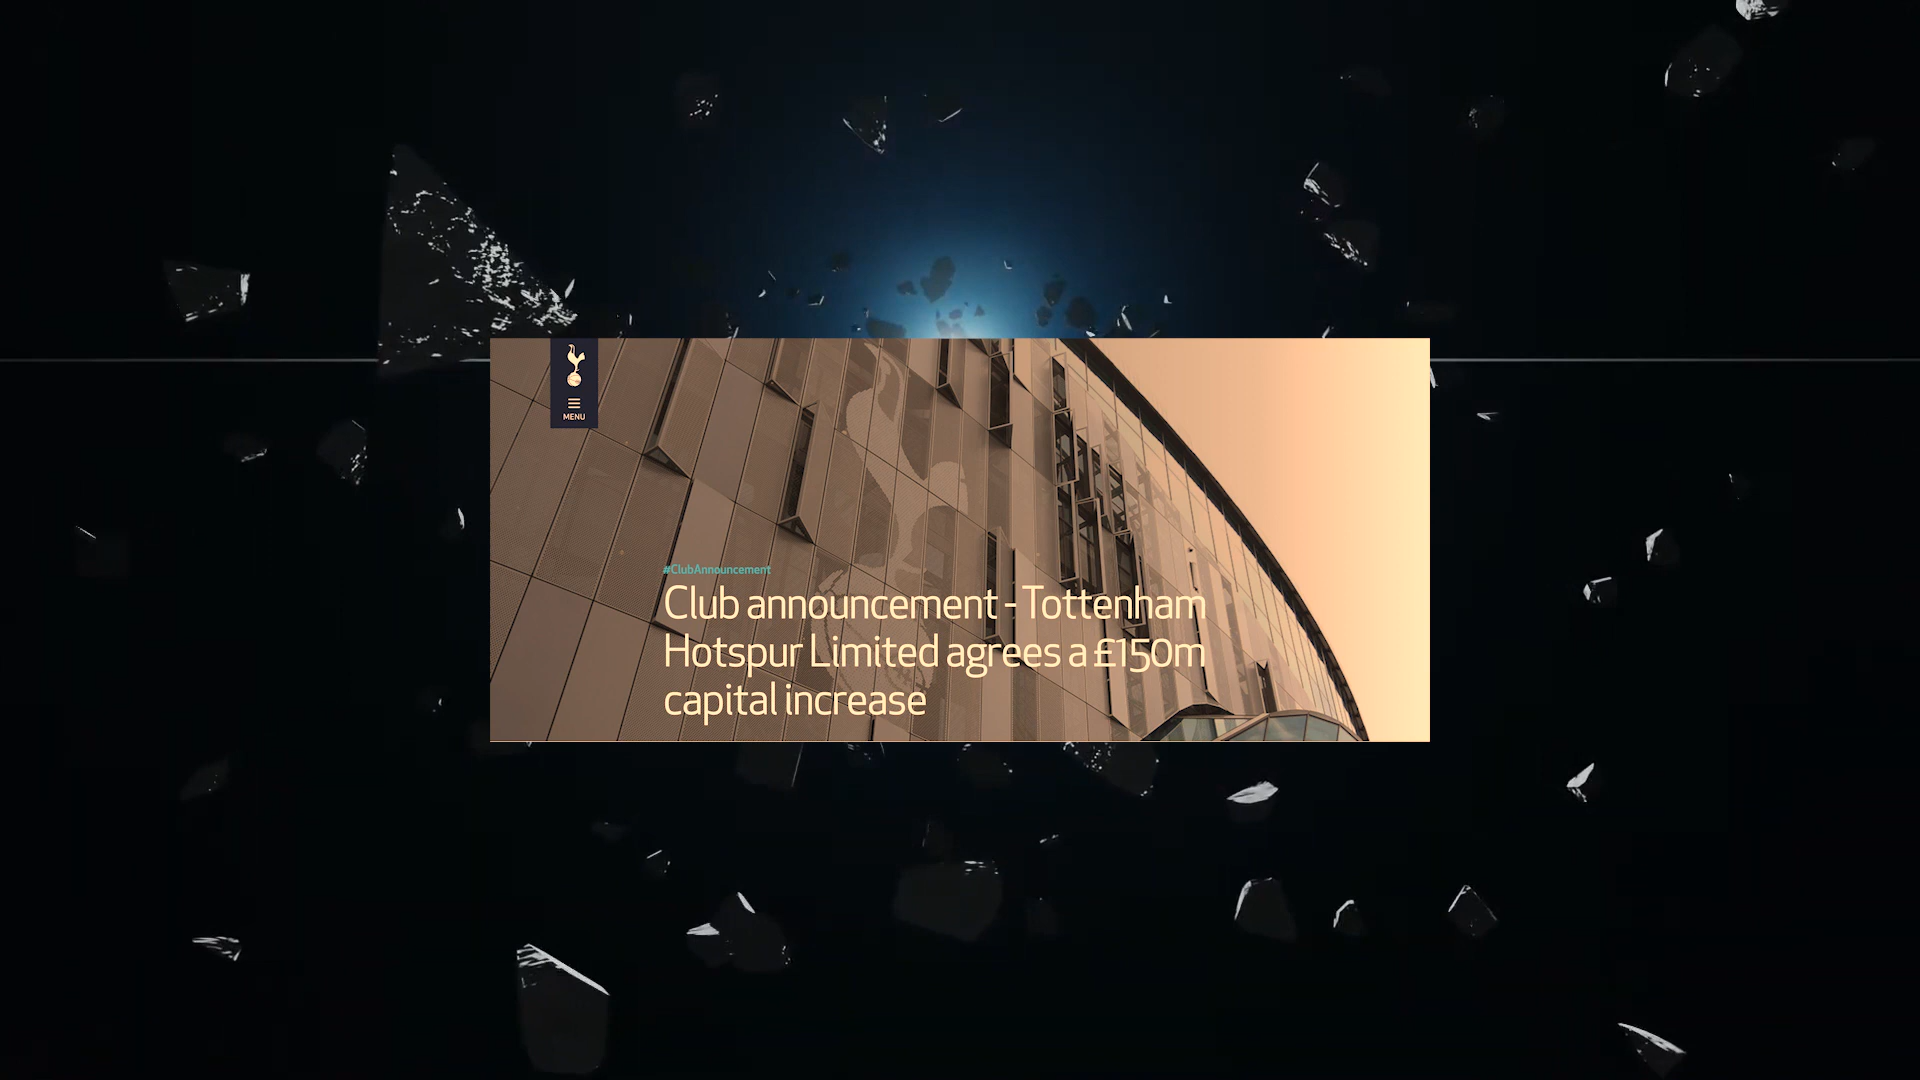 MENU
#ClubAnnouncement
Club announcement - Tottenham
Hotspur Limited agrees a £150m
capital increase